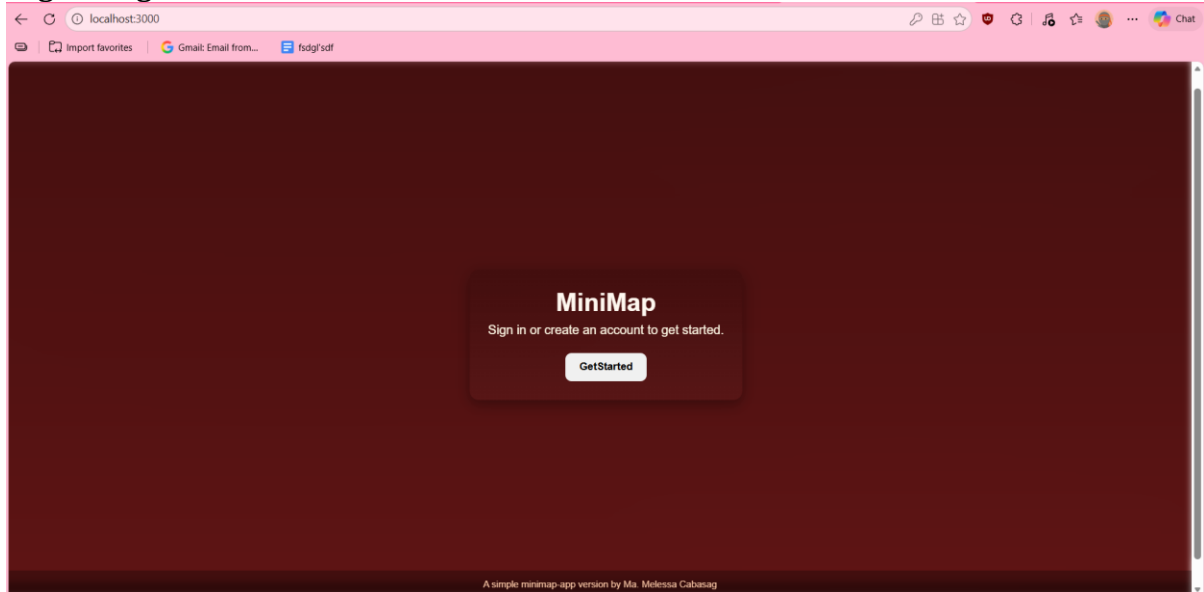 localhost:3000
Chat
Import favorites
Gmail: Email from...
fsdgl'sdf
MiniMap
Sign in or create an account to get started.
GetStarted
A simple minimap-app version by Ma. Melessa Cabasag